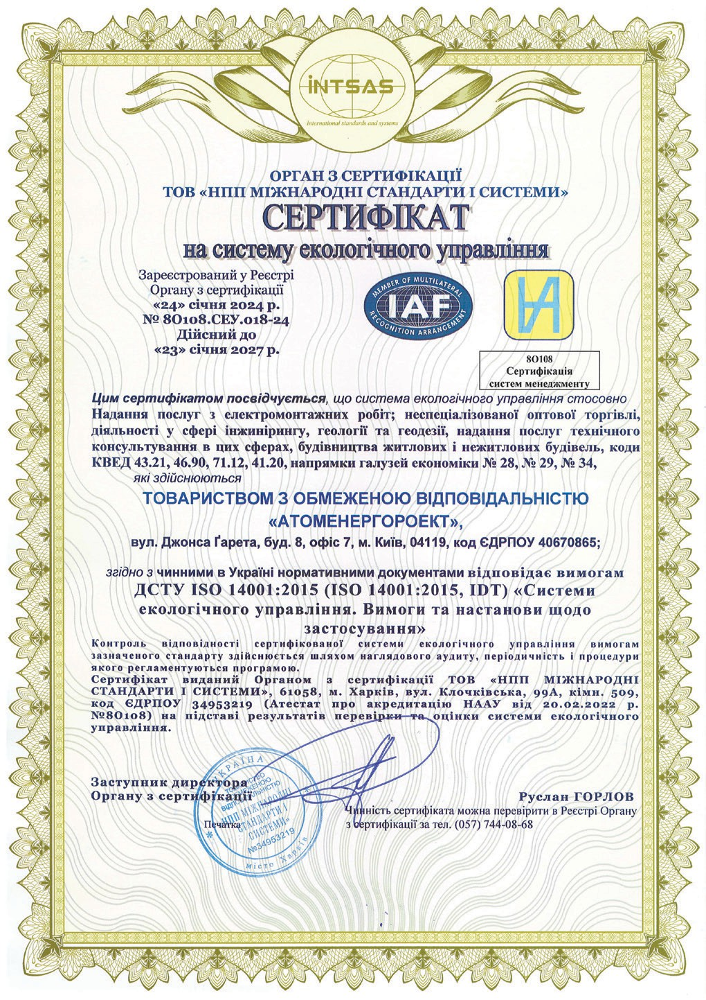 INTSAS
International standards and systems
ОРГАН З СЕРТИФІКАЦІЇ
ТОВ «НПП МІЖНАРОДНІ СТАНДАРТИ І СИСТЕМИ»
СЕРТИФІКАТ
на систему екологічного управління
Зареєстрований у Реєстрі
Органу з сертифікації
«24» січня 2024 р.
№ 8О108.СЕУ.018-24
Дійсний до
«23» січня 2027 р.
MEMBER OF MULTILATERAL
IAF
RECOGNITION ARRANGEMENT
8О108
Сертифікація
систем менеджменту
Цим сертифікатом посвідчується, що система екологічного управління стосовно
Надання послуг з електромонтажних робіт; неспеціалізованої оптової торгівлі,
діяльності у сфері інжинірингу, геології та геодезії, надання послуг технічного
консультування в цих сферах, будівництва житлових і нежитлових будівель, коди
КВЕД 43.21, 46.90, 71.12, 41.20, напрямки галузей економіки № 28, № 29, № 34,
які здійснюються
ТОВАРИСТВОМ З ОБМЕЖЕНОЮ ВІДПОВІДАЛЬНІСТЮ
«АТОМЕНЕРГОРОЕКТ»,
вул. Джонса Ґарета, буд. 8, офіс 7, м. Київ, 04119, код ЄДРПОУ 40670865;
згідно з чинними в Україні нормативними документами відповідає вимогам
ДСТУ ISO 14001:2015 (ISO 14001:2015, IDT) «Системи
екологічного управління. Вимоги та настанови щодо
застосування»
Контроль відповідності сертифікованої системи екологічного управління вимогам
зазначеного стандарту здійснюється шляхом наглядового аудиту, періодичність і процедури
якого регламентуються програмою.
Сертифікат виданий Органом з сертифікації ТОВ «НПП МІЖНАРОДНІ
СТАНДАРТИ І СИСТЕМИ», 61058, м. Харків, вул. Клочківська, 99А, кімн. 509,
код ЄДРПОУ 34953219 (Атестат про акредитацію НААУ від 20.02.2022 р.
№8О108) на підставі результатів перевірки та оцінки системи екологічного
управління.
Заступник директора
Органу з сертифікації
Руслан ГОРЛОВ
Чинність сертифіката можна перевірити в Реєстрі Органу
з сертифікації за тел. (057) 744-08-68
Печатка
УКРАЇНА
ТОВАРИСТВО
З ОБМЕЖЕНОЮ
ВІДПОВІДАЛЬНІСТЮ
«НПП МІЖНАРОДНІ
СТАНДАРТИ І
СИСТЕМИ»
№34953219
місто Харків